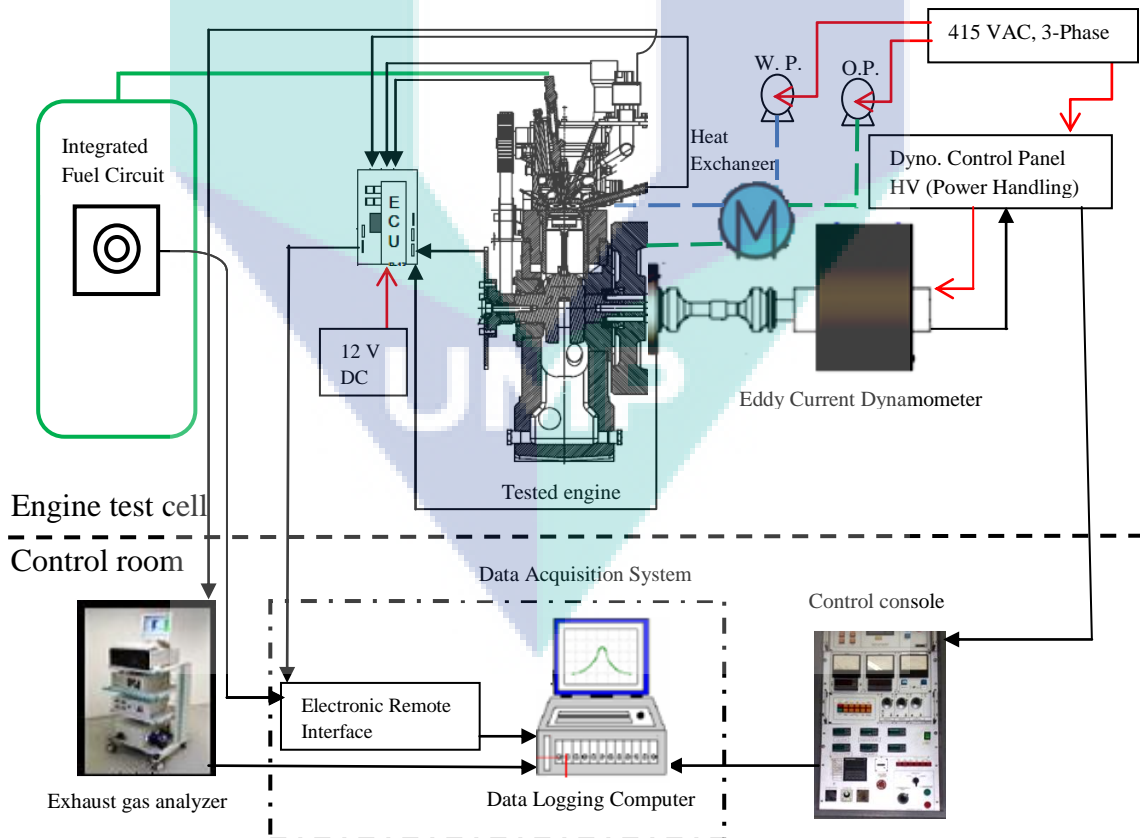 415 VAC, 3-Phase
W. P.
O.P.
Integrated
Fuel Circuit
Heat
Exchanger
Dyno. Control Panel
HV (Power Handling)
E
C
U
M
12 V
DC
UMP
Eddy Current Dynamometer
Tested engine
Engine test cell
Control room
Data Acquisition System
Control console
Electronic Remote
Interface
Exhaust gas analyzer
Data Logging Computer